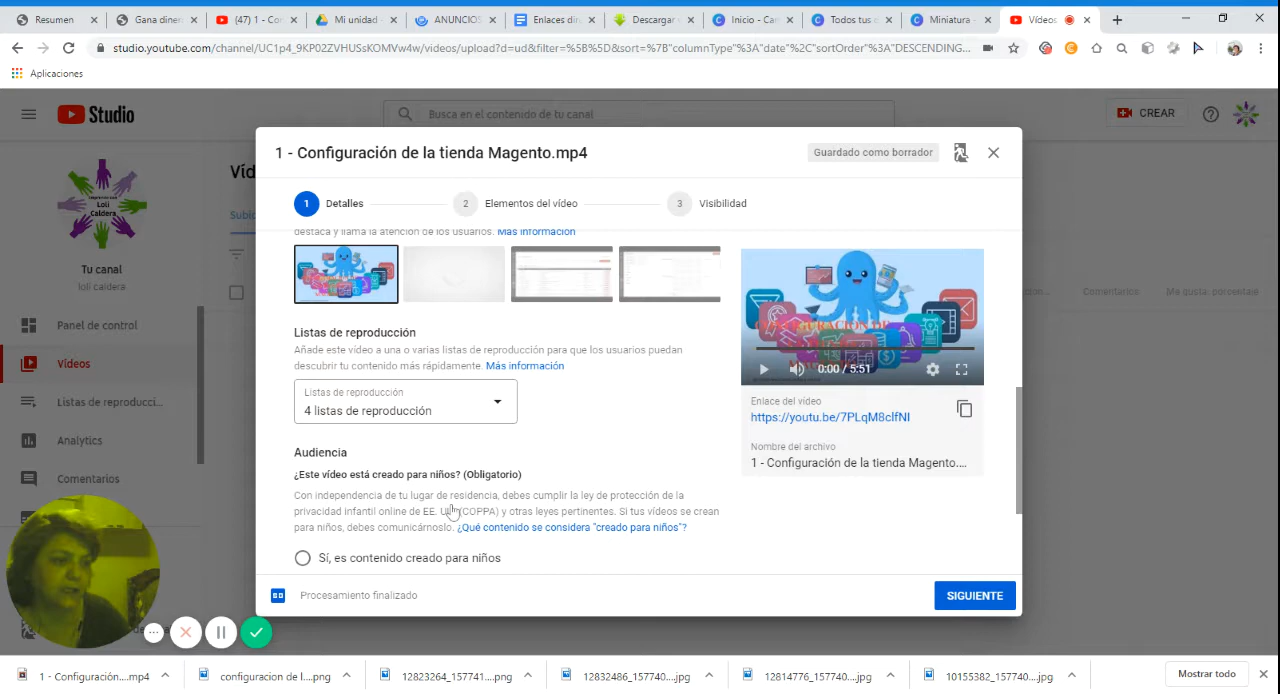 Resumen
Gana diner
(47) 1 - Co
Mi unidad
ANUNCIOS
Enlaces dir
Descargar
Inicio - Can
Todos tus d
Miniatura -
Vídeos
studio.youtube.com/channel/UC1p4_9KP02ZVHUSsKOMVw4w/videos/upload?d=ud&filter=%5B%5D&sort=%7B"columnType"%3A"date"%2C"sortOrder"%3A"DESCENDING...
Aplicaciones
Studio
Busca en el contenido de tu canal
CREAR
1 - Configuración de la tienda Magento.mp4
Guardado como borrador
1 Detalles
2 Elementos del vídeo
3 Visibilidad
destaca y llama la atención de los usuarios. Más información
Loli
Caldera
Tu canal
loli caldera
Panel de control
Vídeos
Listas de reproducci...
Analytics
Comentarios
Víd
Subid
Comentarios
Me gusta, porcentaje
Listas de reproducción
Añade este vídeo a una o varias listas de reproducción para que los usuarios puedan
descubrir tu contenido más rápidamente. Más información
Listas de reproducción
4 listas de reproducción
Audiencia
¿Este vídeo está creado para niños? (Obligatorio)
Con independencia de tu lugar de residencia, debes cumplir la ley de protección de la
privacidad infantil online de EE. UU. (COPPA) y otras leyes pertinentes. Si tus vídeos se crean
para niños, debes comunicárnoslo. ¿Qué contenido se considera "creado para niños"?
Sí, es contenido creado para niños
CONFIGURACIÓN DE
0:00 / 5:51
Enlace del vídeo
https://youtu.be/7PLqM8clfNI
Nombre del archivo
1 - Configuración de la tienda Magento....
Procesamiento finalizado
SIGUIENTE
1 - Configuración....mp4
configuracion de l....png
12823264_157741....png
12832486_157740...jpg
12814776_157740...jpg
10155382_157740...jpg
Mostrar todo